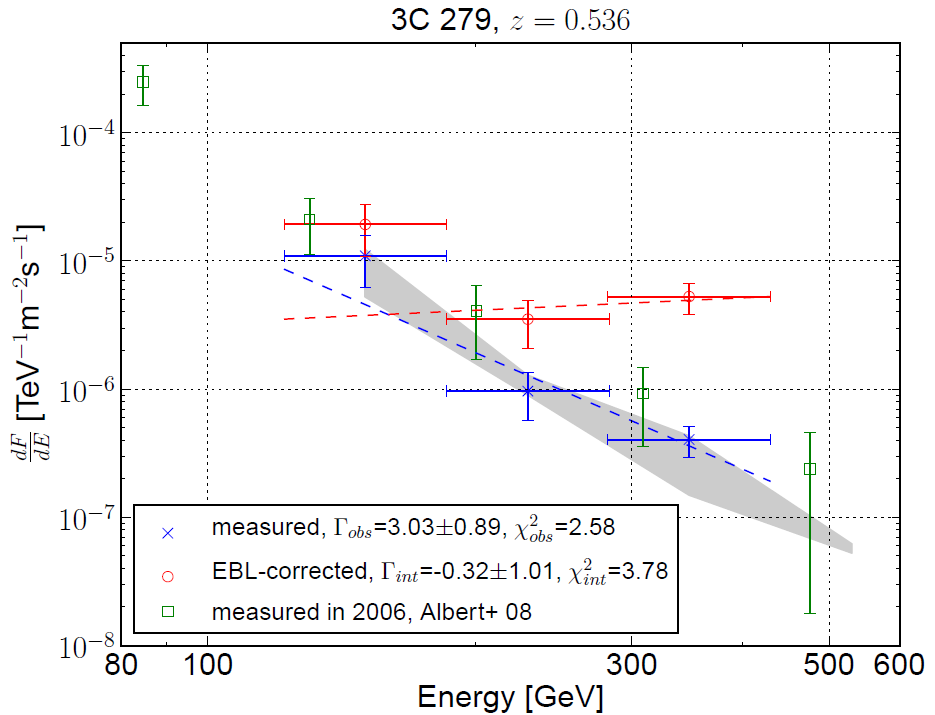 3C 279, z = 0.536
10⁻⁴
10⁻⁵
10⁻⁶
10⁻⁷
10⁻⁸
dF/dE [TeV⁻¹m⁻²s⁻¹]
measured, Γ_obs=3.03±0.89, χ²_obs=2.58
EBL-corrected, Γ_int=-0.32±1.01, χ²_int=3.78
measured in 2006, Albert+ 08
80 100 300 500 600
Energy [GeV]